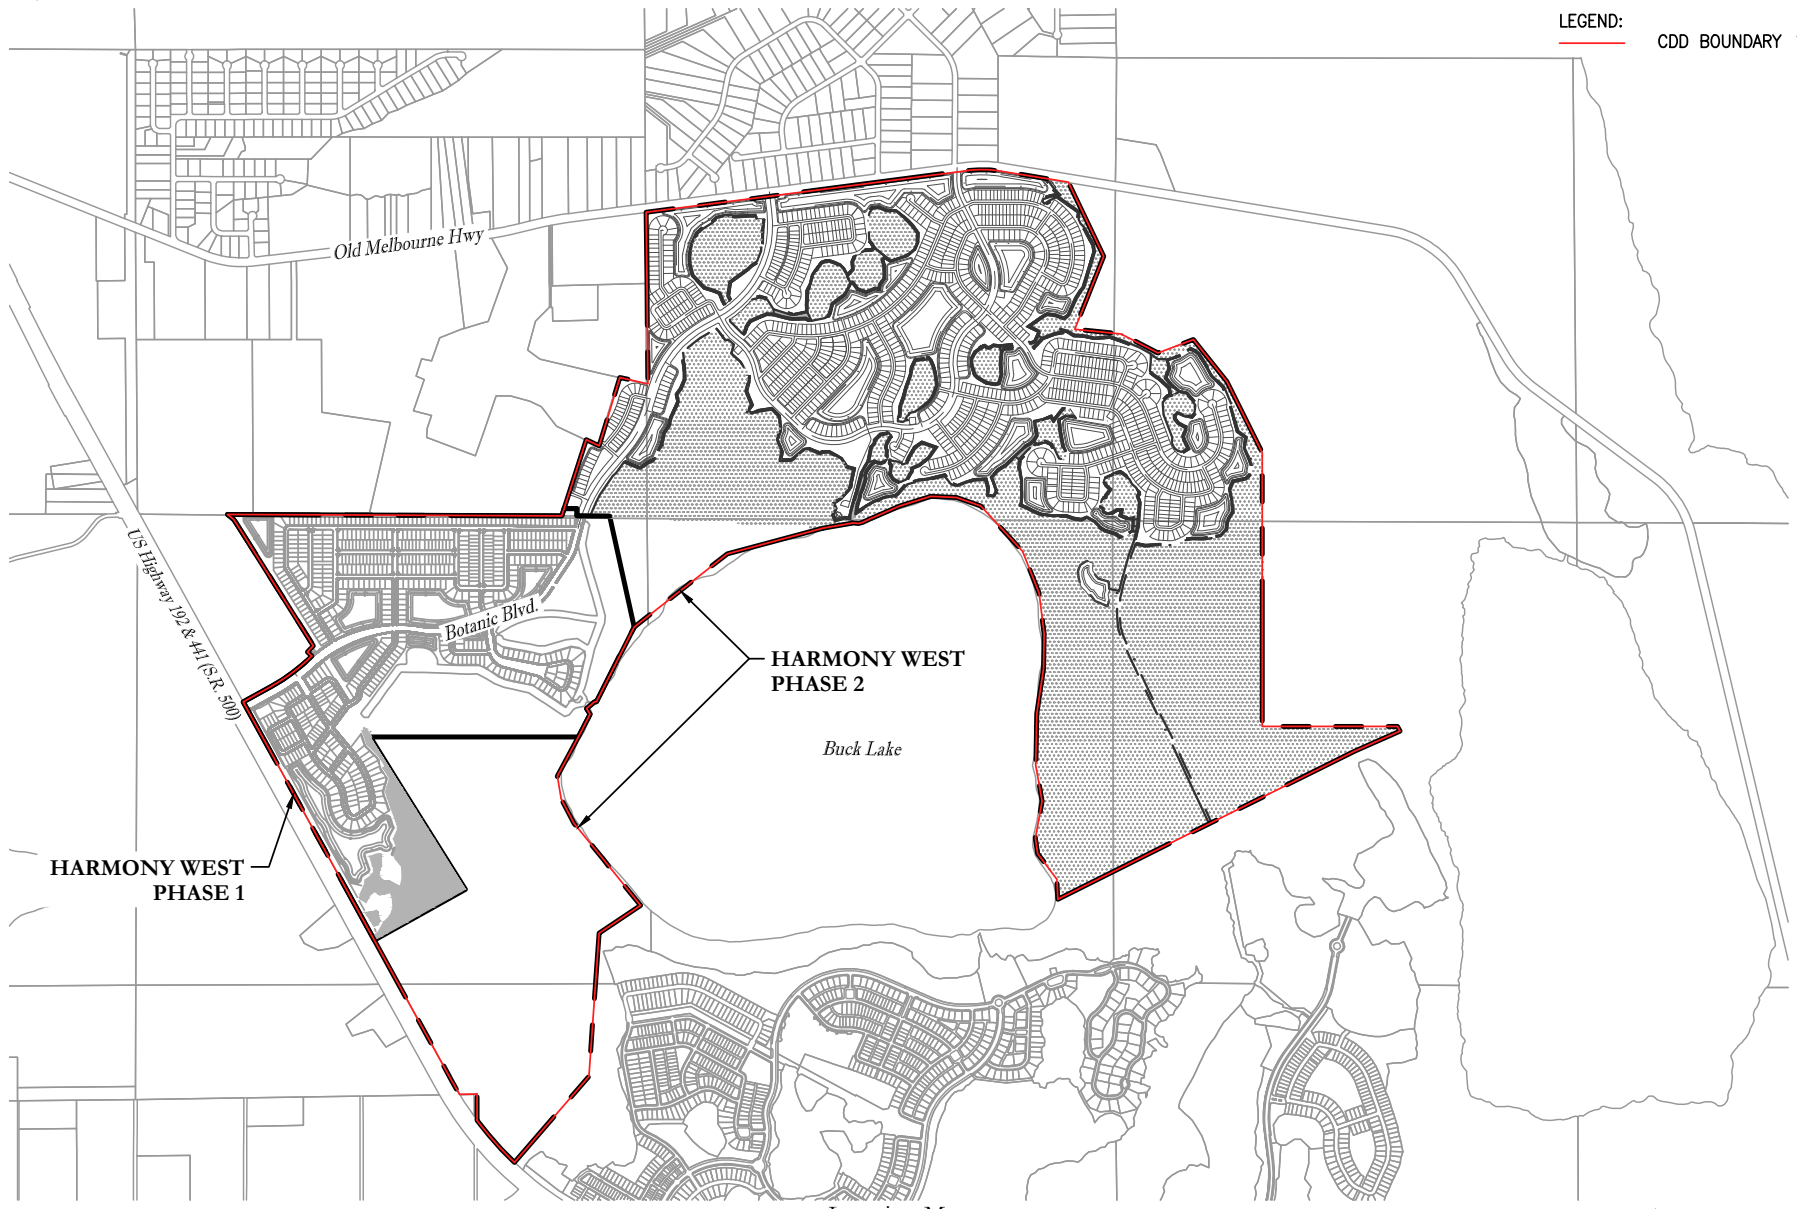 LEGEND:
CDD BOUNDARY
Old Melbourne Hwy
US Highway 192 & 441 (S.R. 500)
Botanic Blvd.
HARMONY WEST
PHASE 2
Buck Lake
HARMONY WEST
PHASE 1